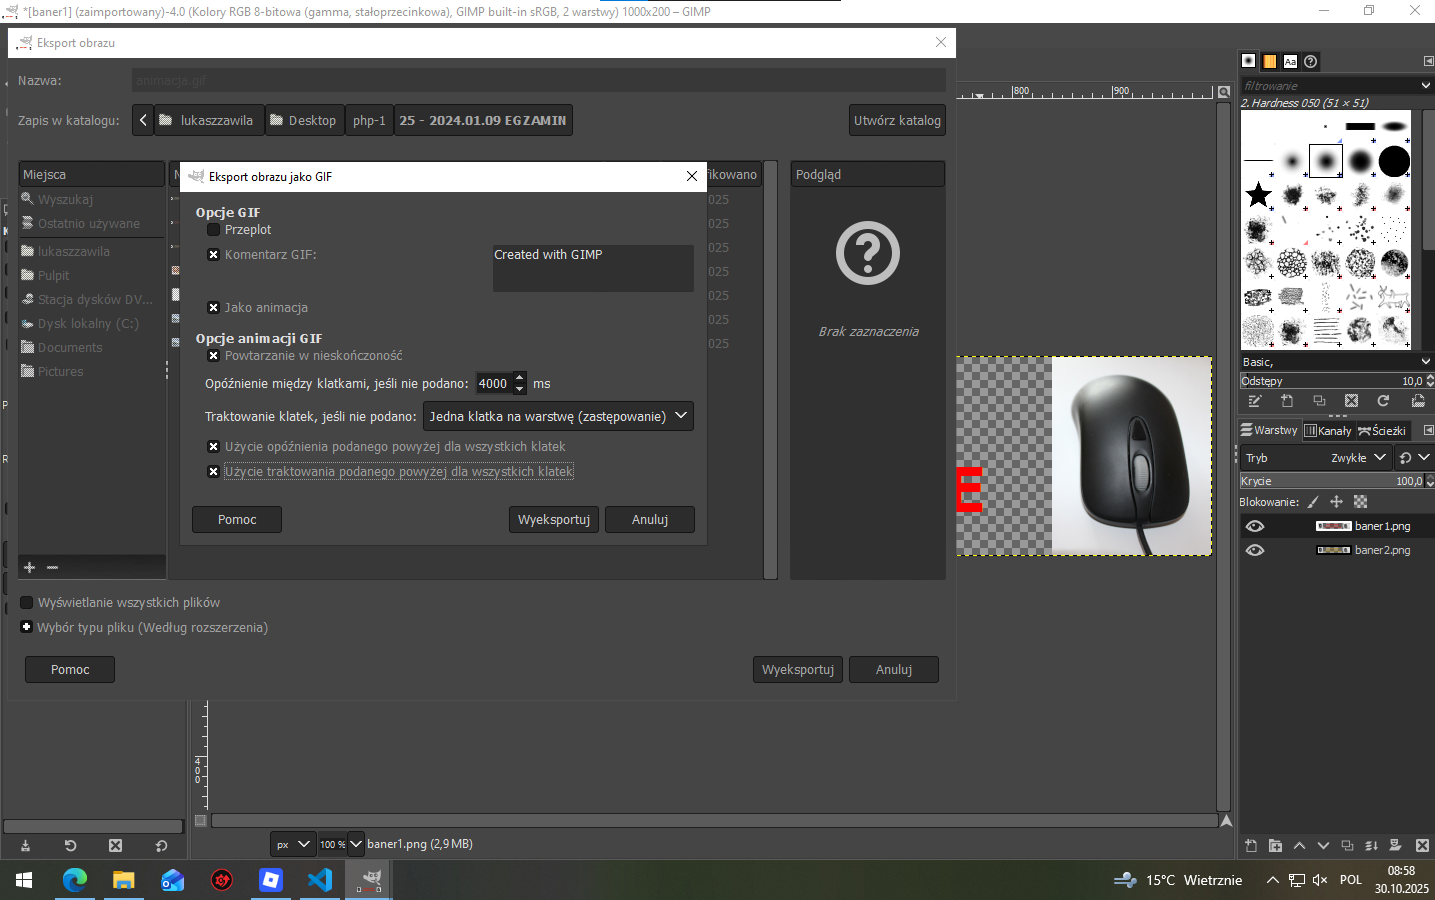 *[baner1] (zaimportowany)-4.0 (Kolory RGB 8-bitowa (gamma, stałoprzecinkowa), GIMP built-in sRGB, 2 warstwy) 1000x200 – GIMP
Eksport obrazu
Nazwa:
animacja.gif
Zapis w katalogu:
lukaszzawila
Desktop
php-1
25 - 2024.01.09 EGZAMIN
Utwórz katalog
Miejsca
Wyszukaj
Ostatnio używane
lukaszzawila
Pulpit
Stacja dysków DV...
Dysk lokalny (C:)
Documents
Pictures
N
fikowano
025
025
025
025
025
025
025
Podgląd
Brak zaznaczenia
Eksport obrazu jako GIF
Opcje GIF
Przeplot
Komentarz GIF:
Created with GIMP
Jako animacja
Opcje animacji GIF
Powtarzanie w nieskończoność
Opóźnienie między klatkami, jeśli nie podano:
4000
ms
Traktowanie klatek, jeśli nie podano:
Jedna klatka na warstwę (zastępowanie)
Użycie opóźnienia podanego powyżej dla wszystkich klatek
Użycie traktowania podanego powyżej dla wszystkich klatek
Pomoc
Wyeksportuj
Anuluj
Wyświetlanie wszystkich plików
Wybór typu pliku (Według rozszerzenia)
Pomoc
Wyeksportuj
Anuluj
800
900
E
400
px
100 %
baner1.png (2,9 MB)
Aa
filtrowanie
2. Hardness 050 (51 × 51)
Basic,
Odstępy
10,0
Warstwy
Kanały
Ścieżki
Tryb
Zwykłe
Krycie
100,0
Blokowanie:
baner1.png
baner2.png
15°C Wietrznie
POL
08:58
30.10.2025